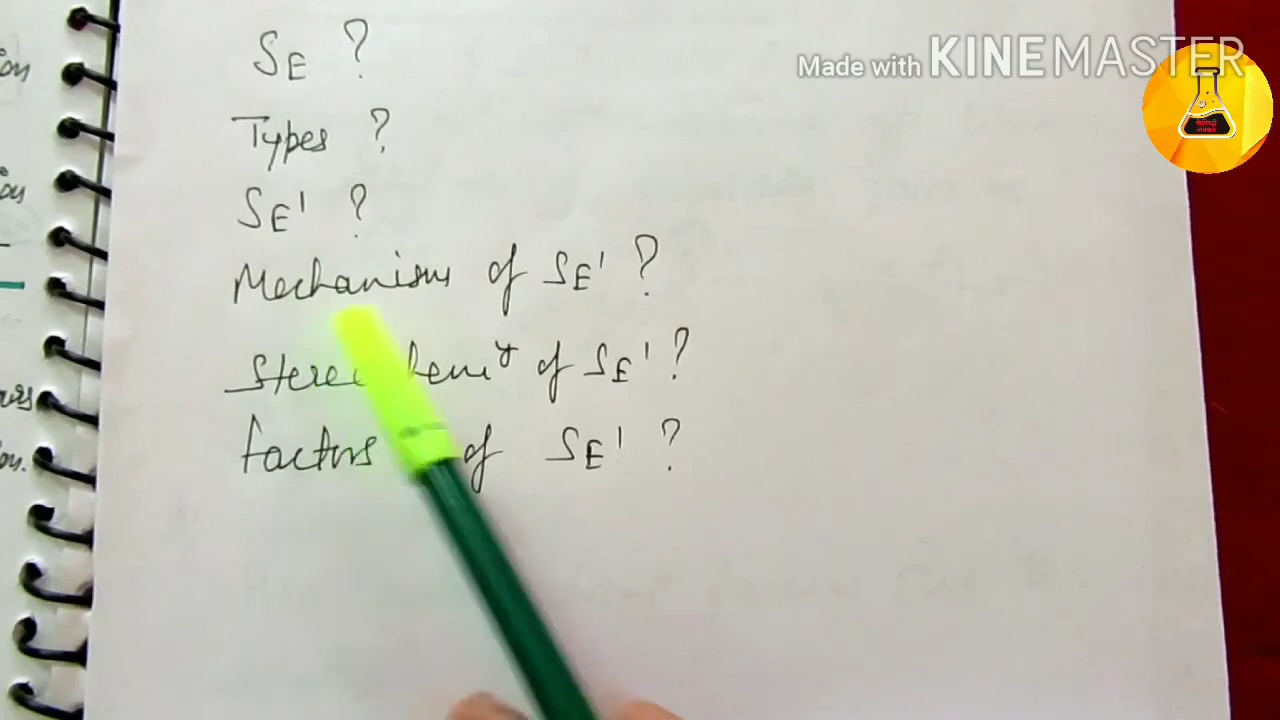 SE ?
Types ?
SE' ?
Mechanism of SE' ?
of SE' ?
factors of SE' ?
Made with KINEMASTER